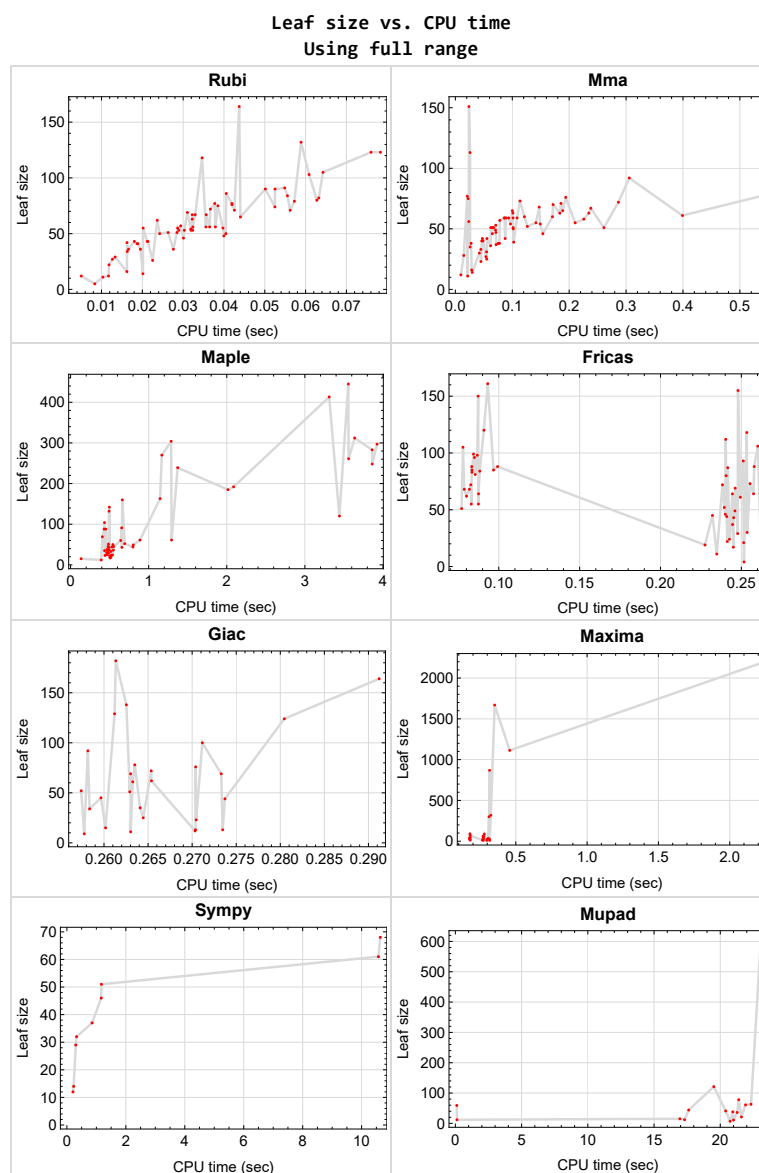 Leaf size vs. CPU time
Using full range
Rubi
Leaf size
150
100
50
0
0.01 0.02 0.03 0.04 0.05 0.06 0.07
CPU time (sec)
Mma
Leaf size
150
100
50
0
0.0 0.1 0.2 0.3 0.4 0.5
CPU time (sec)
Maple
Leaf size
400
300
200
100
0
0 1 2 3 4
CPU time (sec)
Fricas
Leaf size
150
100
50
0
0.10 0.15 0.20 0.25
CPU time (sec)
Giac
Leaf size
150
100
50
0
0.260 0.265 0.270 0.275 0.280 0.285 0.290
CPU time (sec)
Maxima
Leaf size
2000
1500
1000
500
0
0.5 1.0 1.5 2.0
CPU time (sec)
Sympy
Leaf size
70
60
50
40
30
20
10
0
0 2 4 6 8 10
CPU time (sec)
Mupad
Leaf size
600
500
400
300
200
100
0
0 5 10 15 20
CPU time (sec)